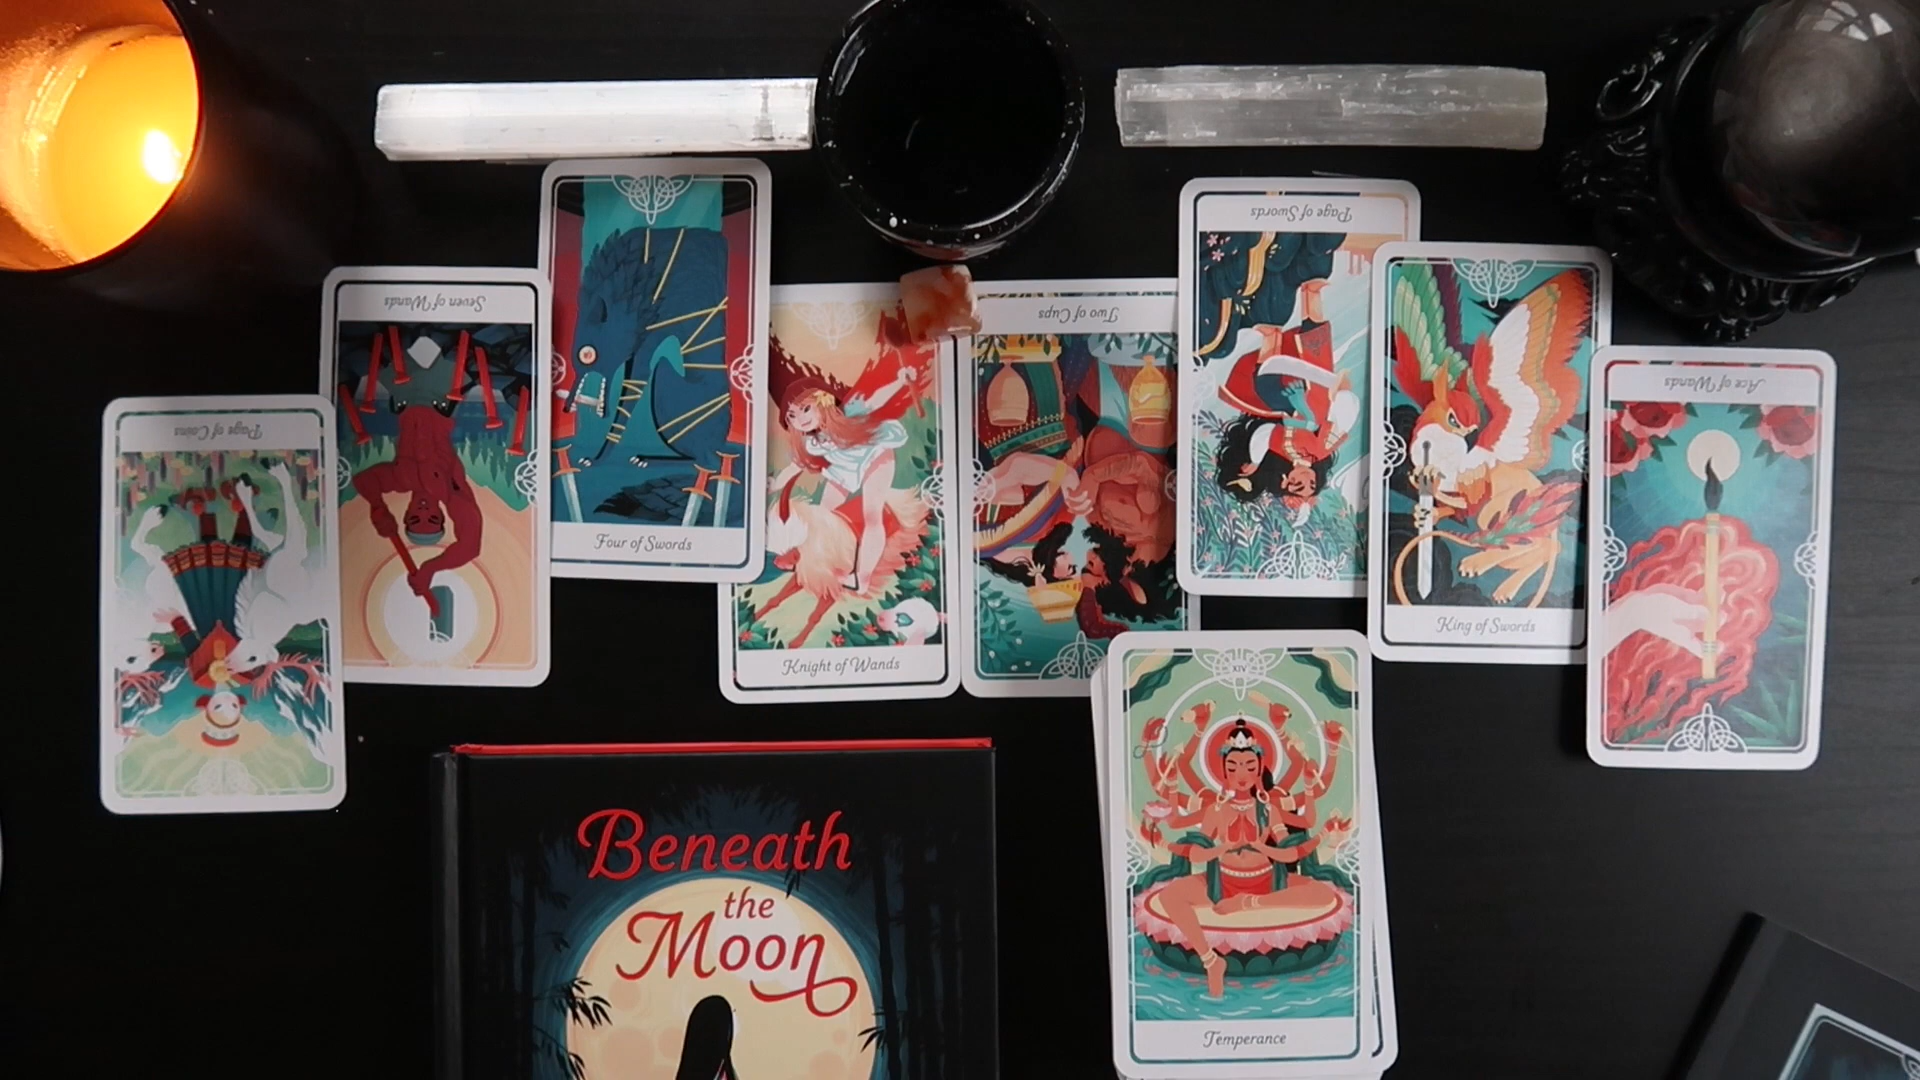 Page of Coins
Seven of Wands
Four of Swords
Knight of Wands
Two of Cups
Page of Swords
King of Swords
Ace of Wands
XIV
Temperance
Beneath
the
Moon